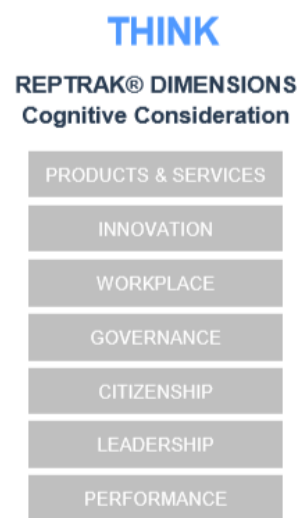 THINK
REPTRAK® DIMENSIONS
Cognitive Consideration
PRODUCTS & SERVICES
INNOVATION
WORKPLACE
GOVERNANCE
CITIZENSHIP
LEADERSHIP
PERFORMANCE